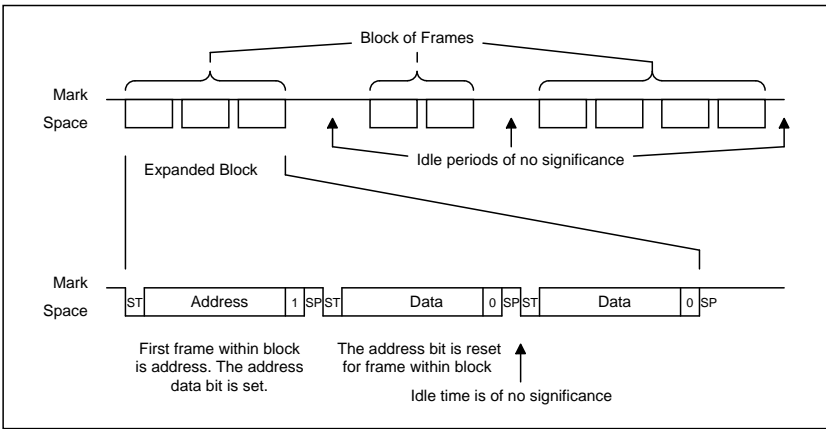 Block of Frames
Mark
Space
Idle periods of no significance
Expanded Block
Mark
Space
ST Address 1 SP ST Data 0 SP ST Data 0 SP
First frame within block
is address. The address
data bit is set.
The address bit is reset
for frame within block
Idle time is of no significance